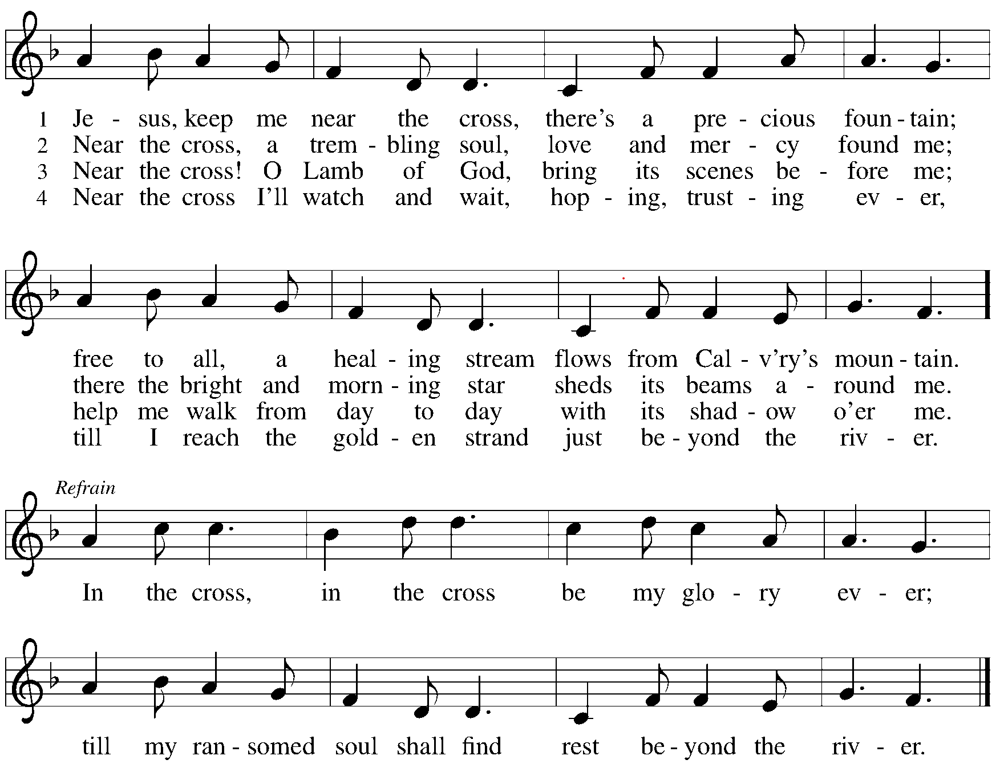 1 Je - sus, keep me near the cross, there's a pre - cious foun - tain;
2 Near the cross, a trem - bling soul, love and mer - cy found me;
3 Near the cross! O Lamb of God, bring its scenes be - fore me;
4 Near the cross I'll watch and wait, hop - ing, trust - ing ev - er,
free to all, a heal - ing stream flows from Cal - v'ry's moun - tain.
there the bright and morn - ing star sheds its beams a - round me.
help me walk from day to day with its shad - ow o'er me.
till I reach the gold - en strand just be - yond the riv - er.
Refrain
In the cross, in the cross be my glo - ry ev - er;
till my ran - somed soul shall find rest be - yond the riv - er.